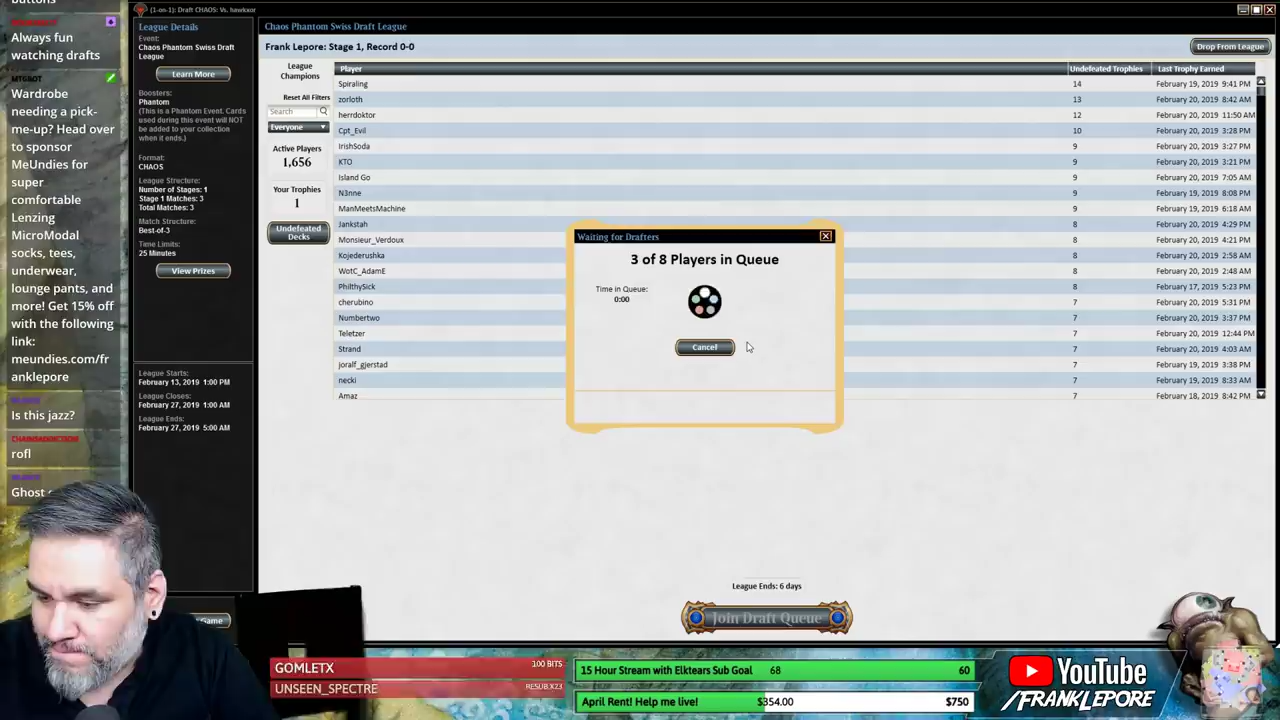 buttons
Always fun
watching drafts
MTGBOT
Wardrobe
needing a pick-
me-up? Head over
to sponsor
MeUndies for
super
comfortable
Lenzing
MicroModal
socks, tees,
underwear,
lounge pants, and
more! Get 15% off
with the following
link:
meundies.com/fr
anklepore
Is this jazz?
rofl
Ghost
(1-on-1): Draft CHAOS: Vs. hawkxor
League Details
Event:
Chaos Phantom Swiss Draft
League
Learn More
Boosters:
Phantom
(This is a Phantom Event. Cards
used during this event will NOT
be added to your collection
when it ends.)
Format:
CHAOS
League Structure:
Number of Stages: 1
Stage 1 Matches: 3
Total Matches: 3
Match Structure:
Best-of-3
Time Limits:
25 Minutes
View Prizes
League Starts:
February 13, 2019 1:00 PM
League Closes:
February 27, 2019 1:00 AM
League Ends:
February 27, 2019 5:00 AM
Game
Chaos Phantom Swiss Draft League
Frank Lepore: Stage 1, Record 0-0
Drop From League
League
Champions
Reset All Filters
Search
Everyone
Active Players
1,656
Your Trophies
1
Undefeated
Decks
Player Undefeated Trophies Last Trophy Earned
Spiraling 14 February 19, 2019 9:41 PM
zorloth 13 February 20, 2019 8:42 AM
herrdoktor 12 February 20, 2019 11:50 AM
Cpt_Evil 10 February 20, 2019 3:28 PM
IrishSoda 9 February 20, 2019 3:21 PM
KTO 9 February 20, 2019 3:21 PM
Island Go 9 February 20, 2019 7:05 AM
N3nne 9 February 19, 2019 8:08 PM
ManMeetsMachine 9 February 19, 2019 6:18 AM
Jankstah 8 February 20, 2019 4:29 PM
Monsieur_Verdoux 8 February 20, 2019 4:21 PM
Kojederushka 8 February 20, 2019 2:58 AM
WotC_AdamE 8 February 20, 2019 2:48 AM
PhilthySick 8 February 17, 2019 5:23 PM
cherubino 7 February 20, 2019 5:31 PM
Numbertwo 7 February 20, 2019 3:37 PM
Teletzer 7 February 20, 2019 12:44 PM
Strand 7 February 20, 2019 4:03 AM
joralf_gjerstad 7 February 19, 2019 3:38 PM
necki 7 February 19, 2019 8:33 AM
Amaz 7 February 18, 2019 8:42 PM
Waiting for Drafters
3 of 8 Players in Queue
Time in Queue:
0:00
Cancel
League Ends: 6 days
Join Draft Queue
GOMLETX 100 BITS
UNSEEN_SPECTRE RESUB X23
15 Hour Stream with Elktears Sub Goal 68 60
April Rent! Help me live! $354.00 $750
YouTube
/FRANKLEPORE